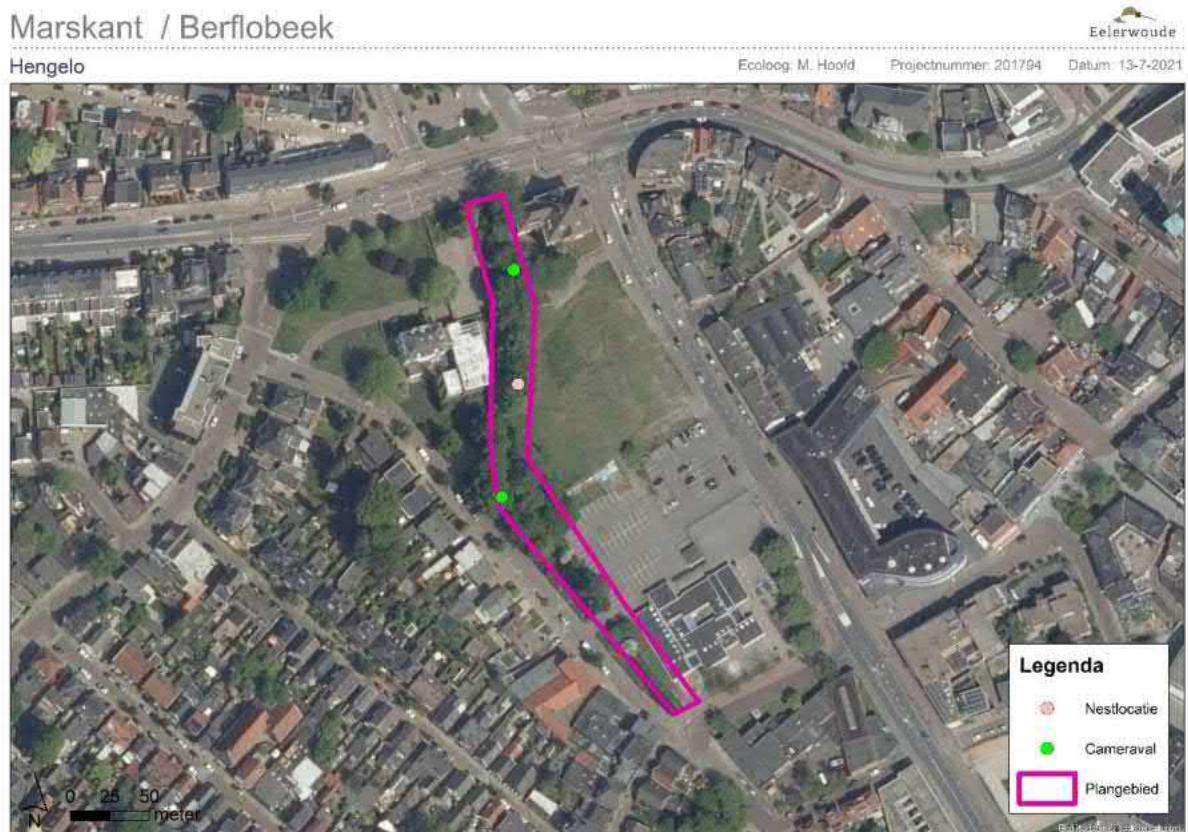 Marskant / Berflobeek
Eelerwoude
Hengelo
Ecoloog: M. Hoofd Projectnummer: 201794 Datum: 13-7-2021
Legenda
Nestlocatie
Cameraval
Plangebied
0 25 50
meter
N